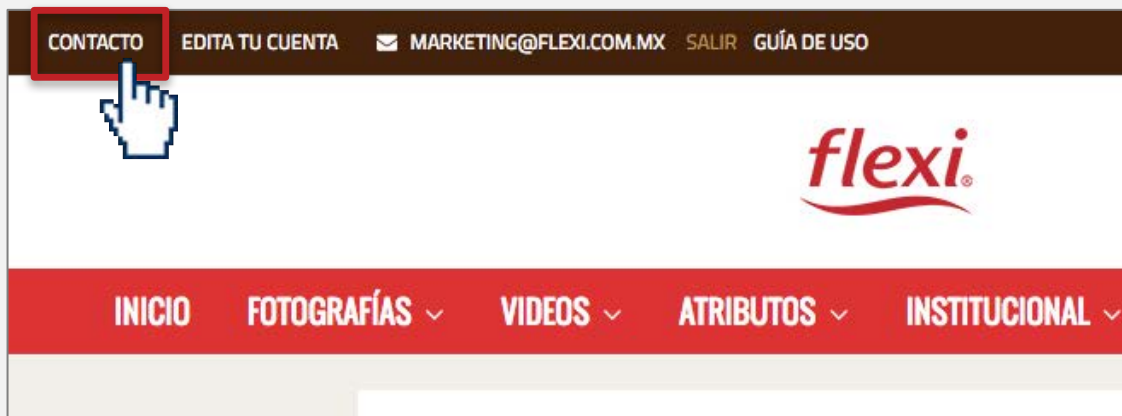 CONTACTO EDITA TU CUENTA MARKETING@FLEXI.COM.MX SALIR GUÍA DE USO
flexi®
INICIO FOTOGRAFÍAS VIDEOS ATRIBUTOS INSTITUCIONAL